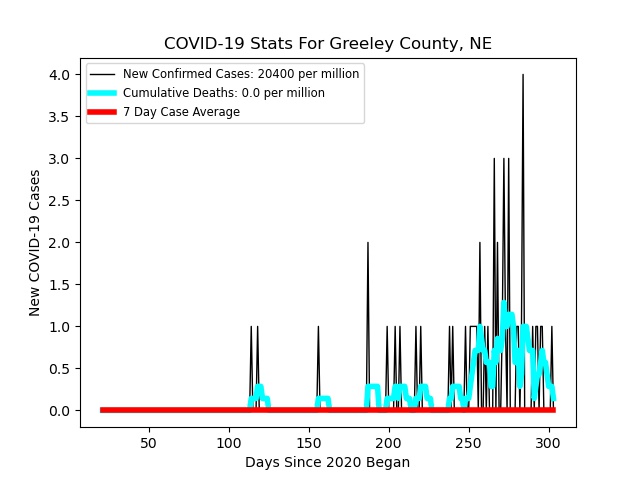 COVID-19 Stats For Greeley County, NE
New Confirmed Cases: 20400 per million
Cumulative Deaths: 0.0 per million
7 Day Case Average
New COVID-19 Cases
4.0
3.5
3.0
2.5
2.0
1.5
1.0
0.5
0.0
50 100 150 200 250 300
Days Since 2020 Began